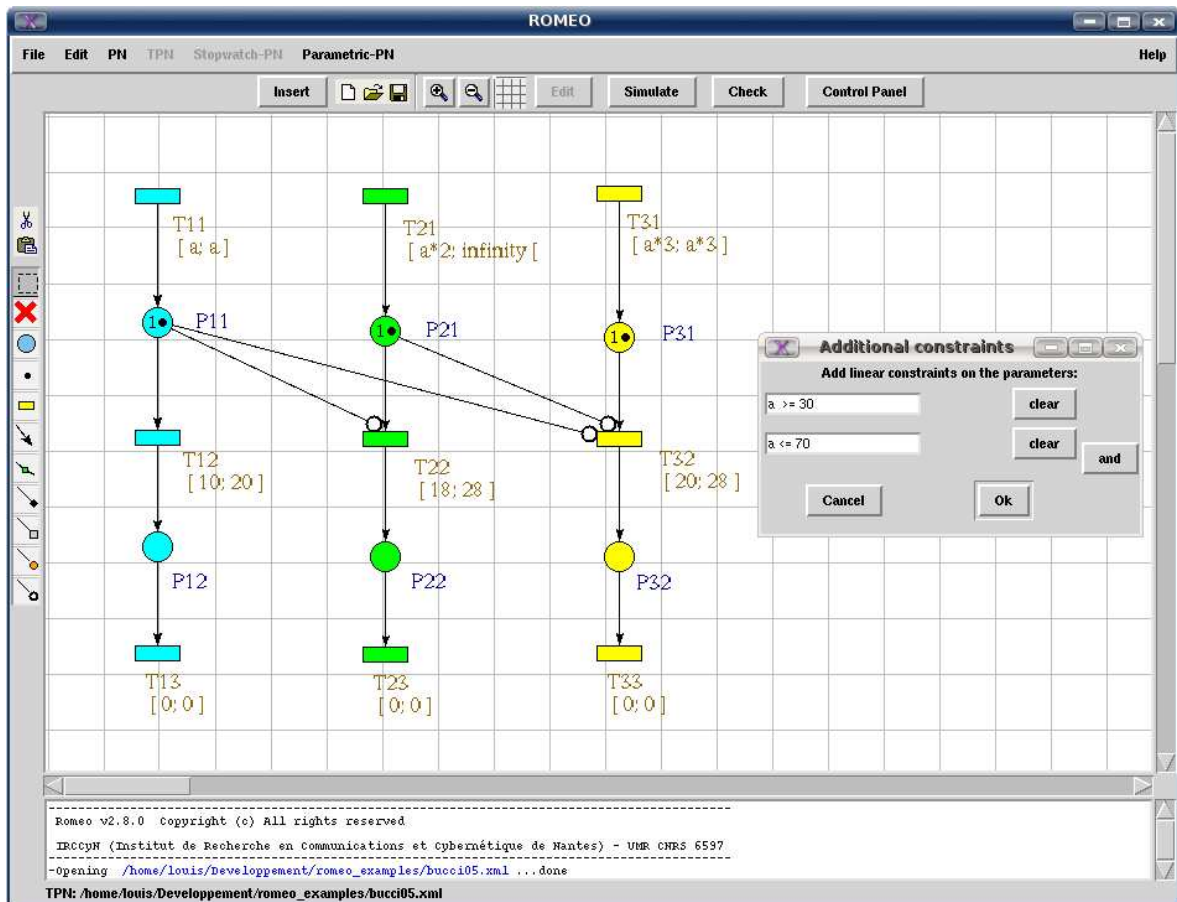 ROMEO
File Edit PN TPN Stopwatch-PN Parametric-PN Help
Insert Edit Simulate Check Control Panel
T11
[ a; a ]
T21
[ a*2; infinity [
T31
[ a*3; a*3 ]
1 P11
1 P21
1 P31
T12
[ 10; 20 ]
T22
[ 18; 28 ]
T32
[ 20; 28 ]
P12
P22
P32
T13
[ 0; 0 ]
T23
[ 0; 0 ]
T33
[ 0; 0 ]
Additional constraints
Add linear constraints on the parameters:
a >= 30 clear
a <= 70 clear
and
Cancel Ok
Romeo v2.8.0 Copyright (c) All rights reserved
IRCCyN (Institut de Recherche en Communications et Cybernétique de Nantes) - UMR CNRS 6597
-Opening /home/louis/Developpement/romeo_examples/bucci05.xml ...done
TPN: /home/louis/Developpement/romeo_examples/bucci05.xml